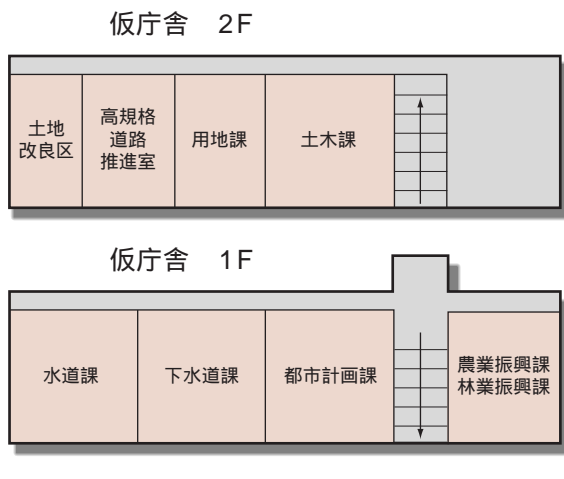 仮庁舎　2F
土地
改良区
高規格
道路
推進室
用地課
土木課
仮庁舎　1F
水道課
下水道課
都市計画課
農業振興課
林業振興課